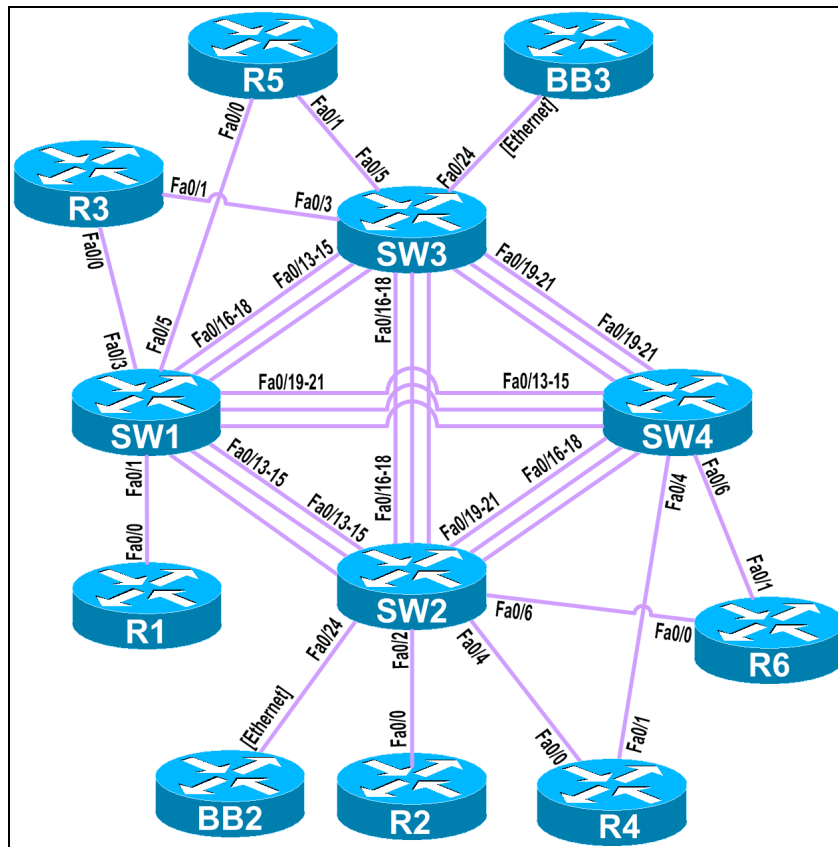 R5
BB3
Fa0/0
Fa0/1
Fa0/5
Fa0/24
[Ethernet]
R3
Fa0/1
Fa0/3
Fa0/0
SW3
Fa0/13-15
Fa0/16-18
Fa0/16-18
Fa0/19-21
Fa0/19-21
Fa0/5
Fa0/3
Fa0/19-21
Fa0/13-15
SW1
SW4
Fa0/1
Fa0/13-15
Fa0/13-15
Fa0/16-18
Fa0/19-21
Fa0/16-18
Fa0/4
Fa0/6
Fa0/0
R1
SW2
Fa0/6
Fa0/0
Fa0/1
R6
Fa0/24
Fa0/2
Fa0/4
[Ethernet]
Fa0/0
Fa0/0
Fa0/1
BB2
R2
R4